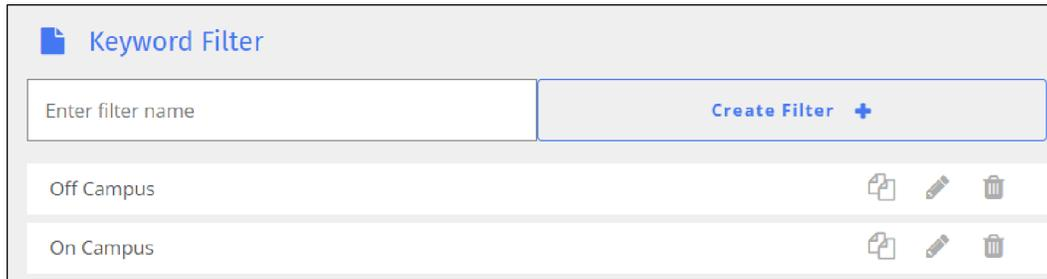 Keyword Filter
Enter filter name
Create Filter
Off Campus
On Campus